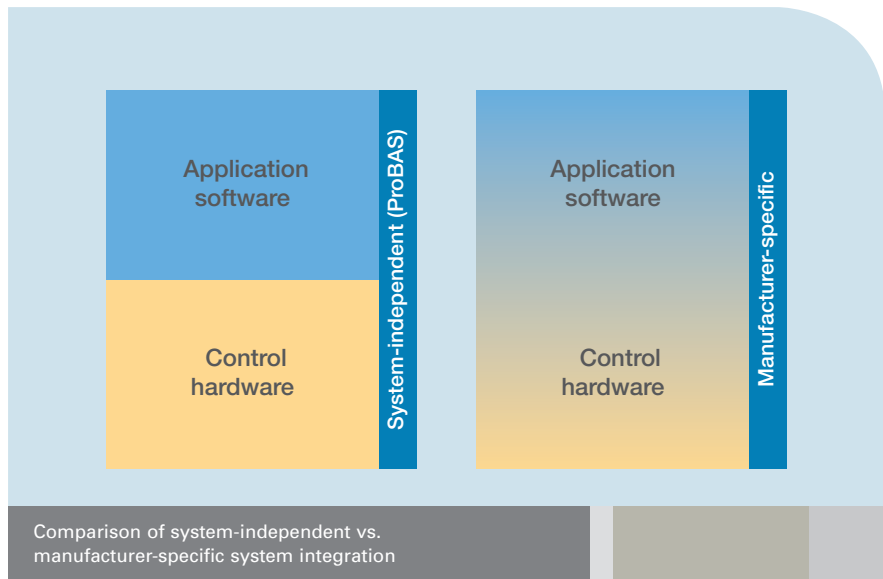 Application
software
Control
hardware
System-independent (ProBAS)
Application
software
Control
hardware
Manufacturer-specific
Comparison of system-independent vs.
manufacturer-specific system integration